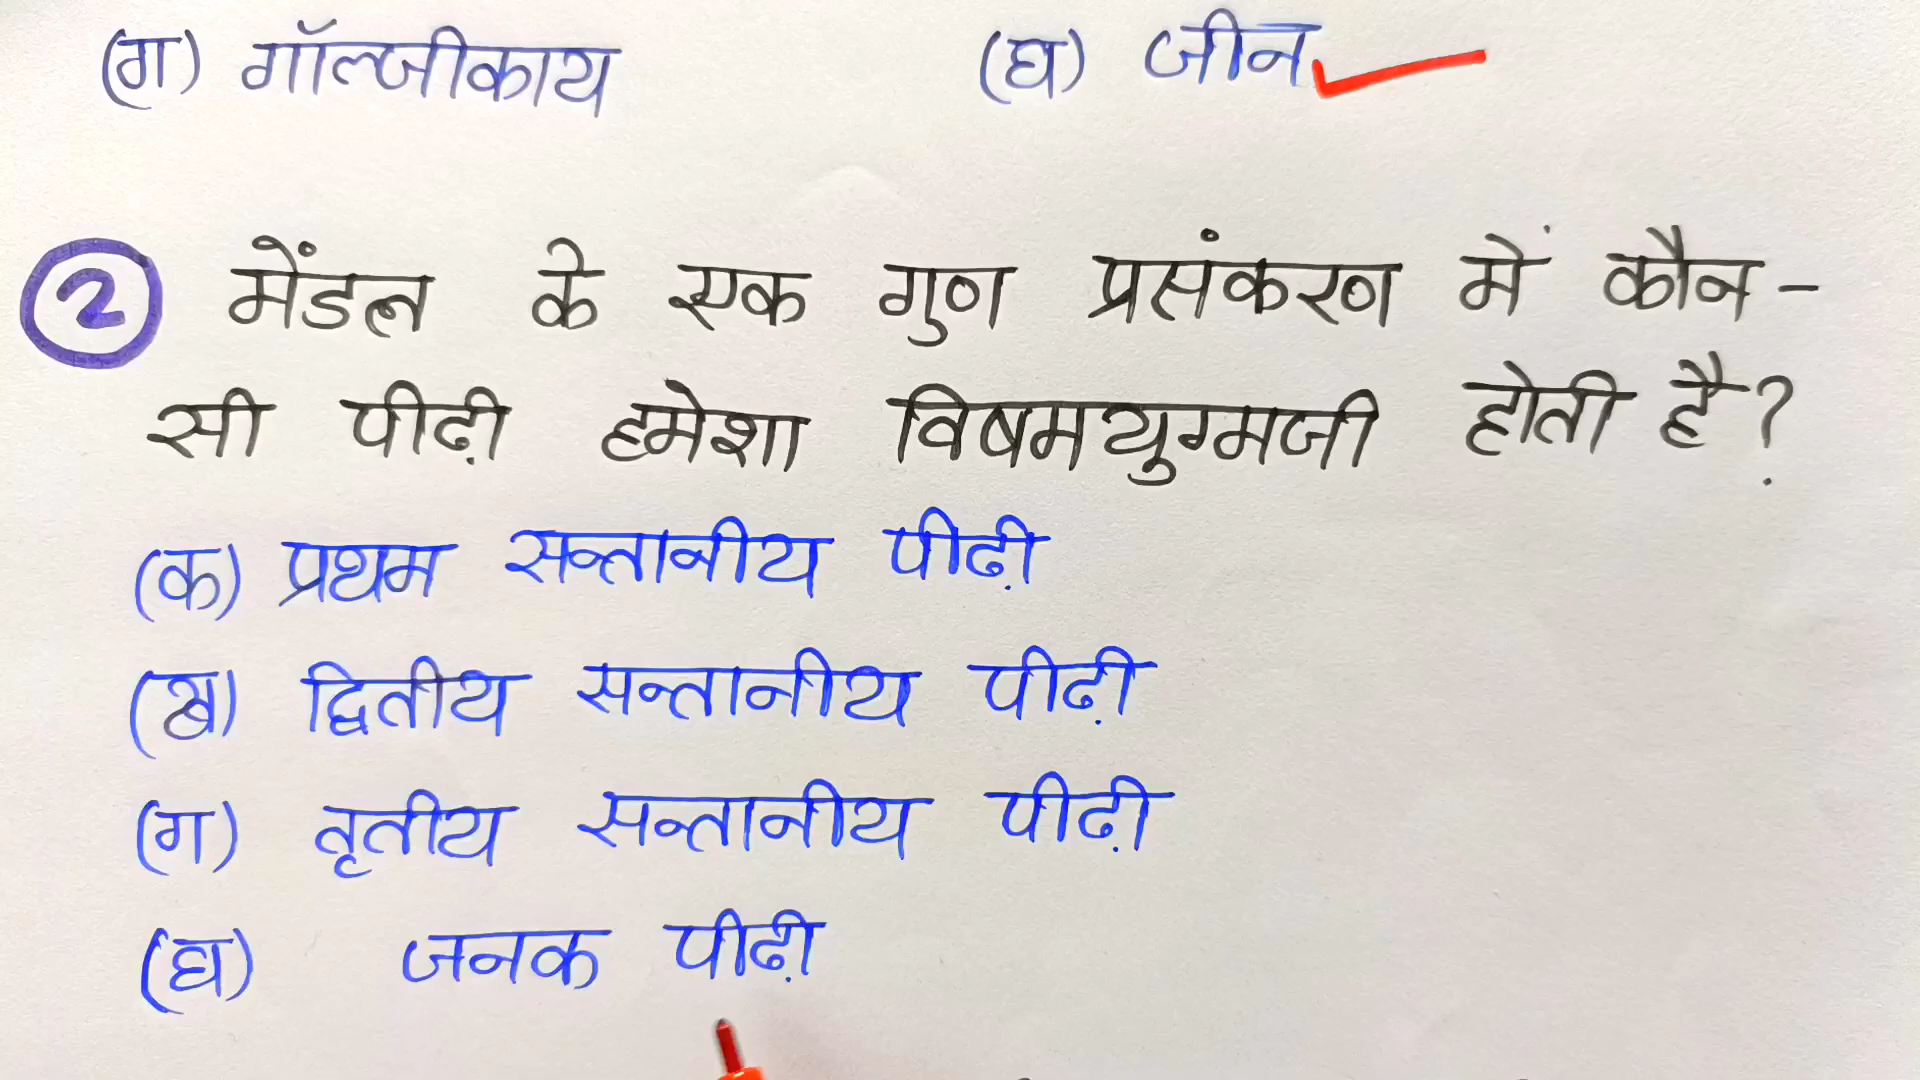 (ग) गॉल्जीकाय (घ) जीन
2 मेंडल के एक गुण प्रसंकरण में कौन-
सी पीढ़ी हमेशा विषमयुग्मजी होती है?
(क) प्रथम सन्तानीय पीढ़ी
(ख) द्वितीय सन्तानीय पीढ़ी
(ग) तृतीय सन्तानीय पीढ़ी
(घ) जनक पीढ़ी